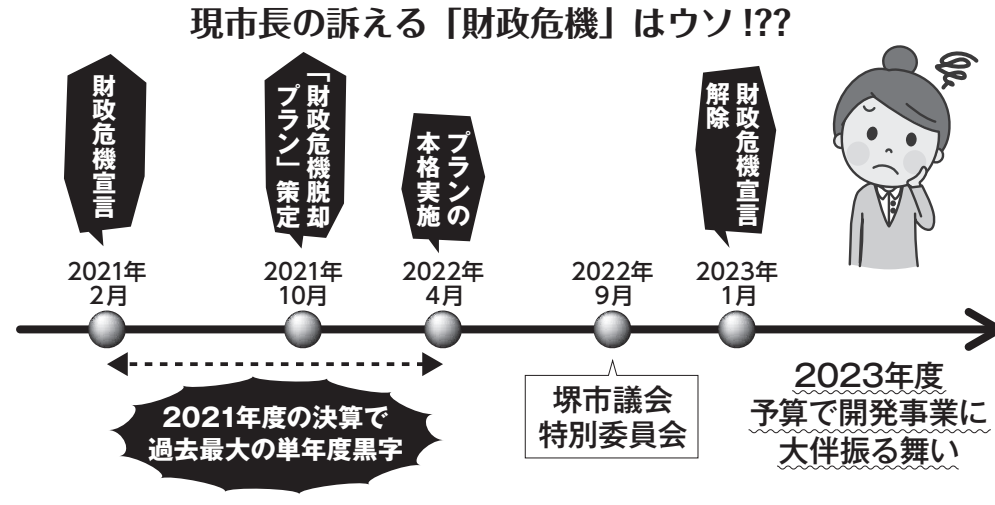 現市長の訴える「財政危機」はウソ!??
財政危機宣言
「財政危機脱却
プラン」策定
プランの
本格実施
財政危機宣言
解除
2021年
2月
2021年
10月
2022年
4月
2022年
9月
2023年
1月
2021年度の決算で
過去最大の単年度黒字
堺市議会
特別委員会
2023年度
予算で開発事業に
大伴振る舞い